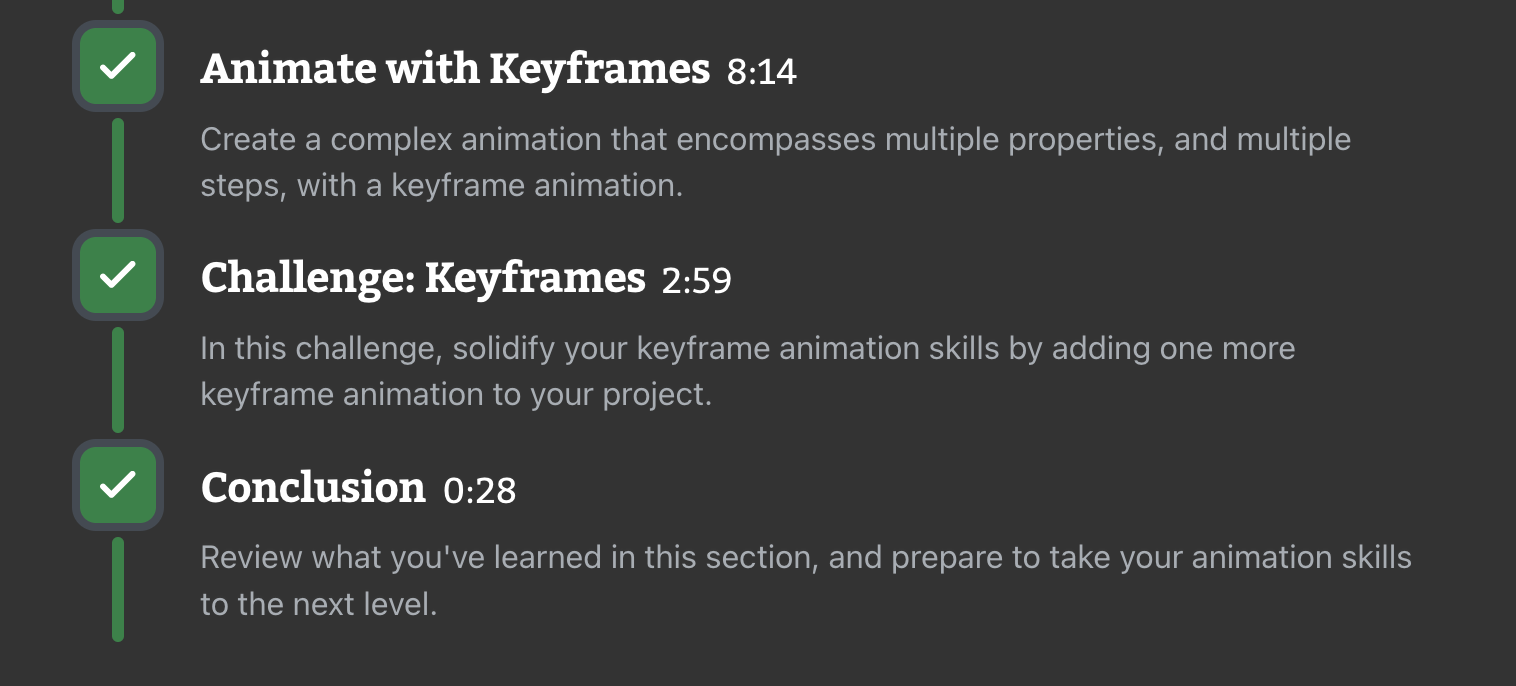 Animate with Keyframes 8:14
Create a complex animation that encompasses multiple properties, and multiple
steps, with a keyframe animation.
Challenge: Keyframes 2:59
In this challenge, solidify your keyframe animation skills by adding one more
keyframe animation to your project.
Conclusion 0:28
Review what you've learned in this section, and prepare to take your animation skills
to the next level.